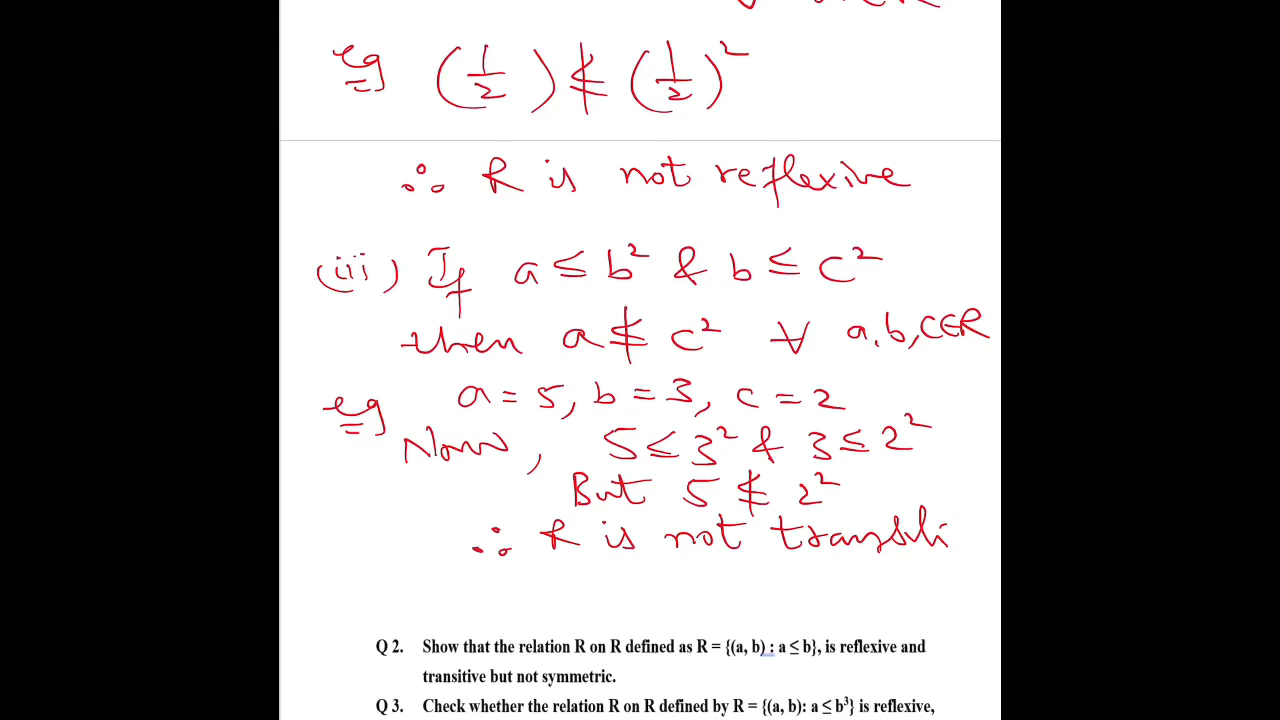 eg (1/2) ≰ (1/2)²
∴ R is not reflexive
(iii) If a ≤ b² & b ≤ c²
then a ≰ c² ∀ a, b, C∈R
eg a = 5, b = 3, c = 2
Now, 5 ≤ 3² & 3 ≤ 2²
But 5 ≰ 2²
∴ R is not
Q 2. Show that the relation R on R defined as R = {(a, b) : a ≤ b}, is reflexive and
transitive but not symmetric.
Q 3. Check whether the relation R on R defined by R = {(a, b): a ≤ b³} is reflexive,